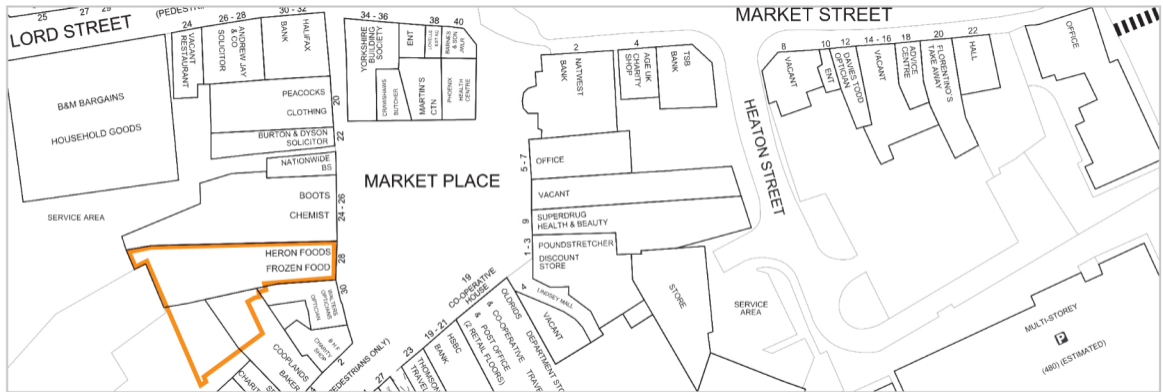 25
27
29
(PEDEST
LORD STREET
24
VACANT
RESTAURANT
26 - 28
ANDREW JAY
& CO
SOLICITOR
30 - 32
HALIFAX
BANK
34 - 36
YORKSHIRE
BUILDING
SOCIETY
ENT
38
40
CRAWSHAWS
BUTCHER
MARTIN'S
CTN
PHOENIX
HEALTH
CENTRE
B&M BARGAINS
HOUSEHOLD GOODS
PEACOCKS
CLOTHING
20
BURTON & DYSON
SOLICITOR
22
NATIONWIDE
BS
BOOTS
CHEMIST
24 - 26
SERVICE AREA
HERON FOODS
FROZEN FOOD
28
30
WALTERS
OPTICIANS
OPTICIAN
B H F
CHARITY
SHOP
2
COOPLANDS
BAKER
CHARIT
MARKET PLACE
MARKET STREET
2
NATWEST
BANK
4
AGE UK
CHARITY
SHOP
TSB
BANK
HEATON STREET
8
VACANT
10
ENT
12
DAVIES TODD
OPTICIAN
14 - 16
VACANT
18
ADVICE
CENTRE
20
FLORENTINO'S
TAKE AWAY
22
HALL
OFFICE
5 - 7
OFFICE
VACANT
9
SUPERDRUG
HEALTH & BEAUTY
1 - 3
POUNDSTRETCHER
DISCOUNT
STORE
LINDSEY MALL
4
VACANT
STORE
SERVICE
AREA
MULTI-STOREY
P
(480) (ESTIMATED)
19
CO-OPERATIVE
HOUSE
OLDRIDS
&
CO-OPERATIVE
DEPARTMENT STO
& POST OFFICE
(2 RETAIL FLOORS)
TRAVE
19 - 21
HSBC
BANK
23
THOMSON
TRAVEL
27
PEDESTRIANS ONLY)